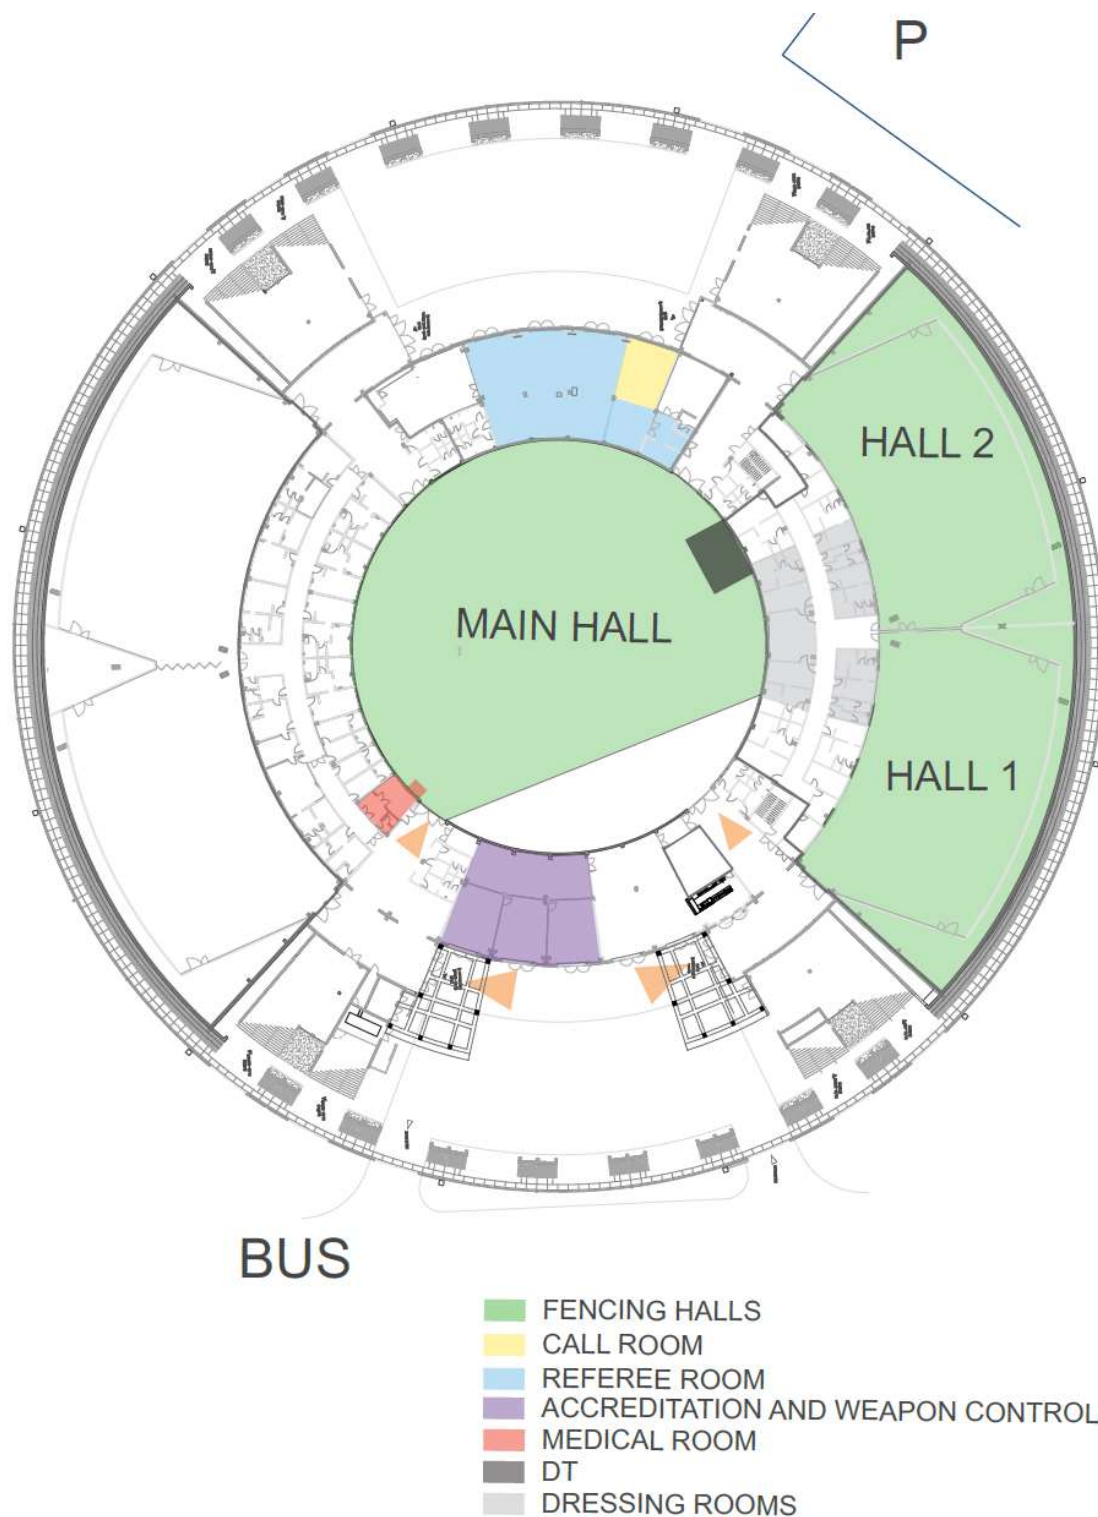 P
HALL 2
MAIN HALL
HALL 1
BUS
FENCING HALLS
CALL ROOM
REFEREE ROOM
ACCREDITATION AND WEAPON CONTROL
MEDICAL ROOM
DT
DRESSING ROOMS